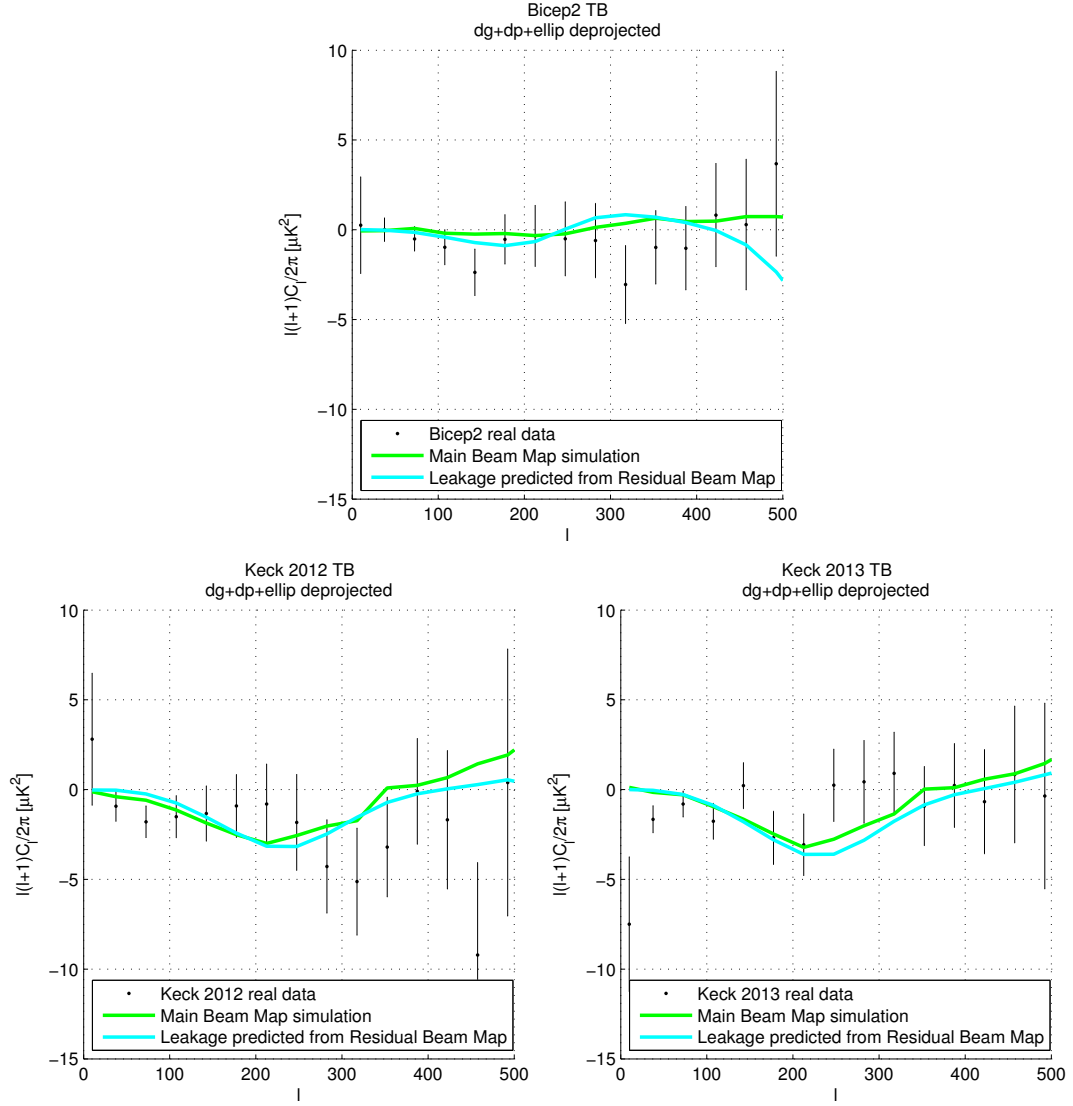 Bicep2 TB
dg+dp+ellip deprojected
10
5
0
−5
−10
−15
l(l+1)C_l/2π [μK²]
0 100 200 300 400 500
l
Bicep2 real data
Main Beam Map simulation
Leakage predicted from Residual Beam Map
Keck 2012 TB
dg+dp+ellip deprojected
10
5
0
−5
−10
−15
l(l+1)C_l/2π [μK²]
0 100 200 300 400 500
l
Keck 2012 real data
Main Beam Map simulation
Leakage predicted from Residual Beam Map
Keck 2013 TB
dg+dp+ellip deprojected
10
5
0
−5
−10
−15
l(l+1)C_l/2π [μK²]
0 100 200 300 400 500
l
Keck 2013 real data
Main Beam Map simulation
Leakage predicted from Residual Beam Map